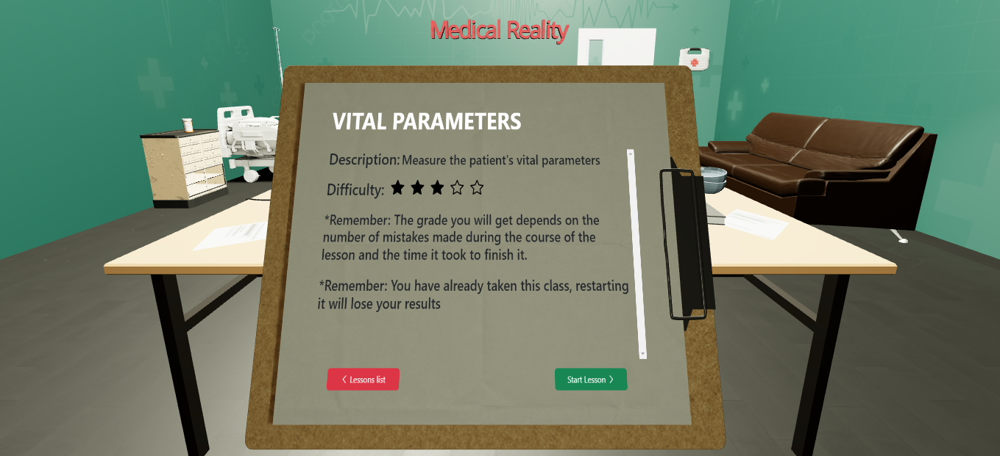 Medical Reality
VITAL PARAMETERS
Description: Measure the patient's vital parameters
Difficulty:
*Remember: The grade you will get depends on the
number of mistakes made during the course of the
lesson and the time it took to finish it.
*Remember: You have already taken this class, restarting
it will lose your results
Lessons list
Start Lesson